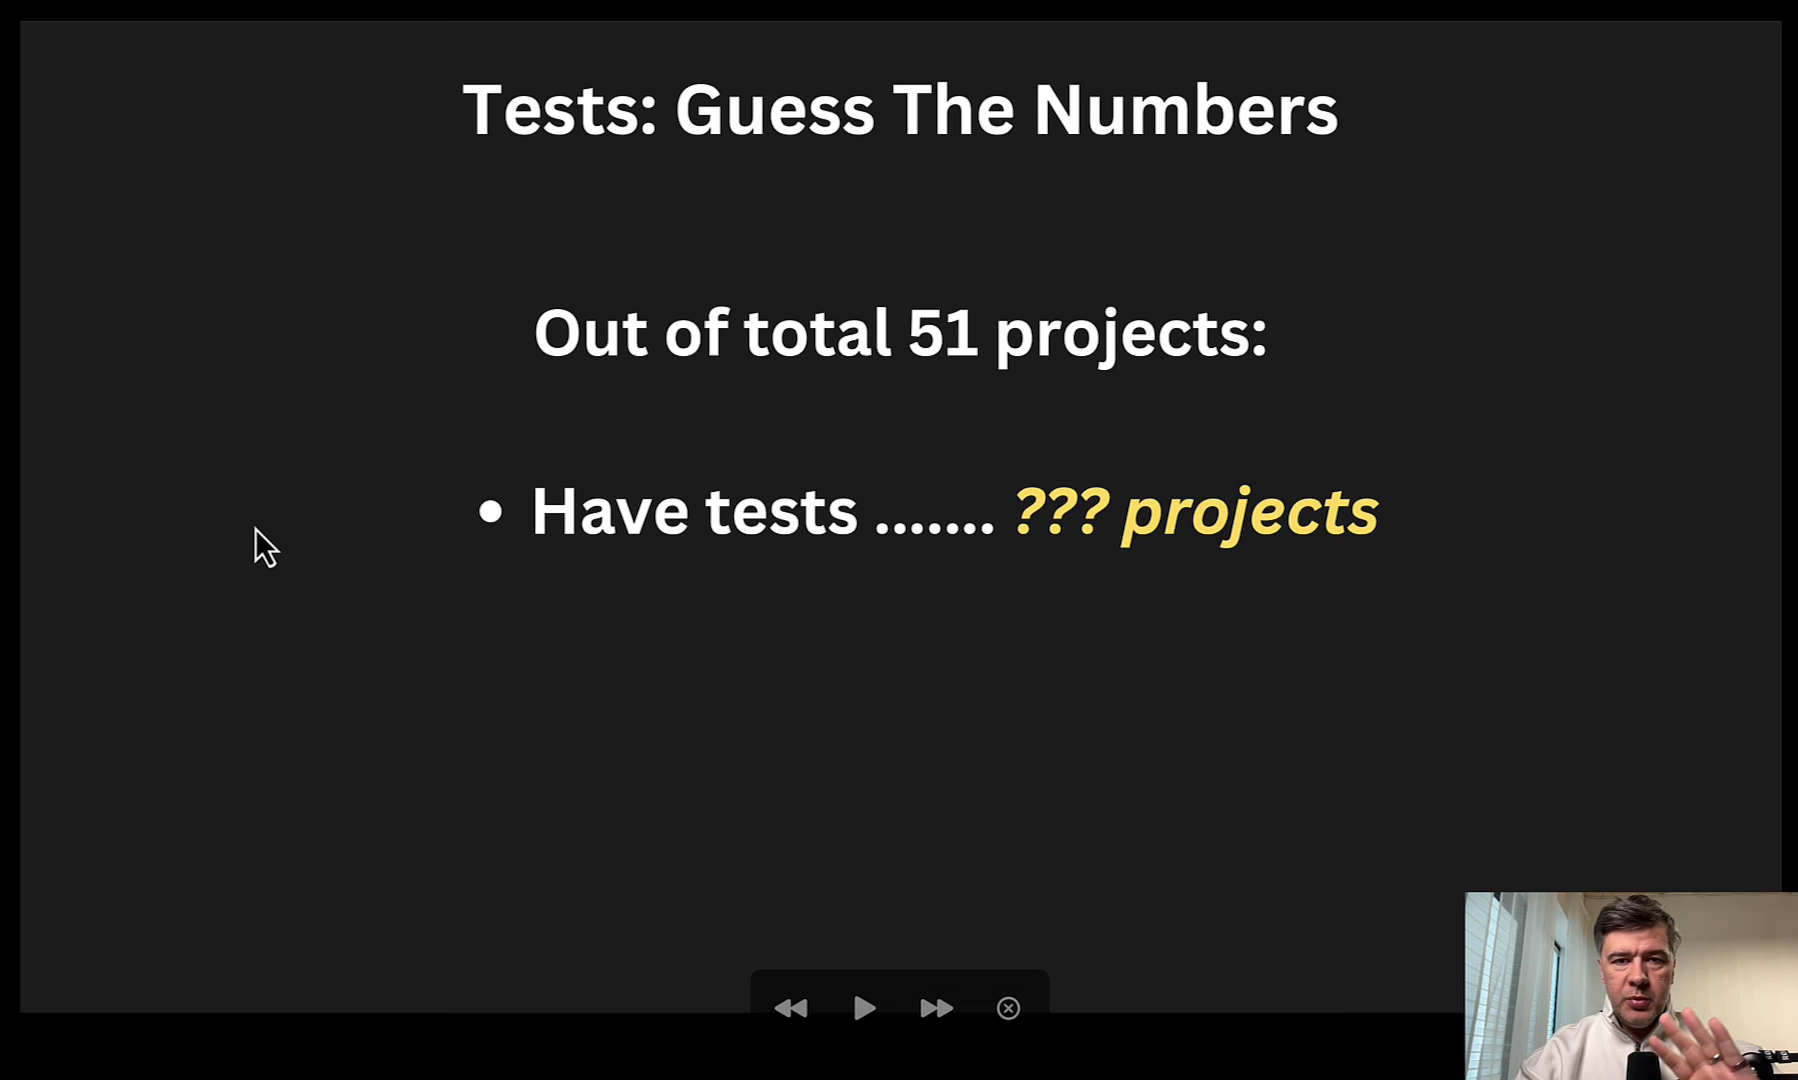 Tests: Guess The Numbers
Out of total 51 projects:
• Have tests ....... ??? projects